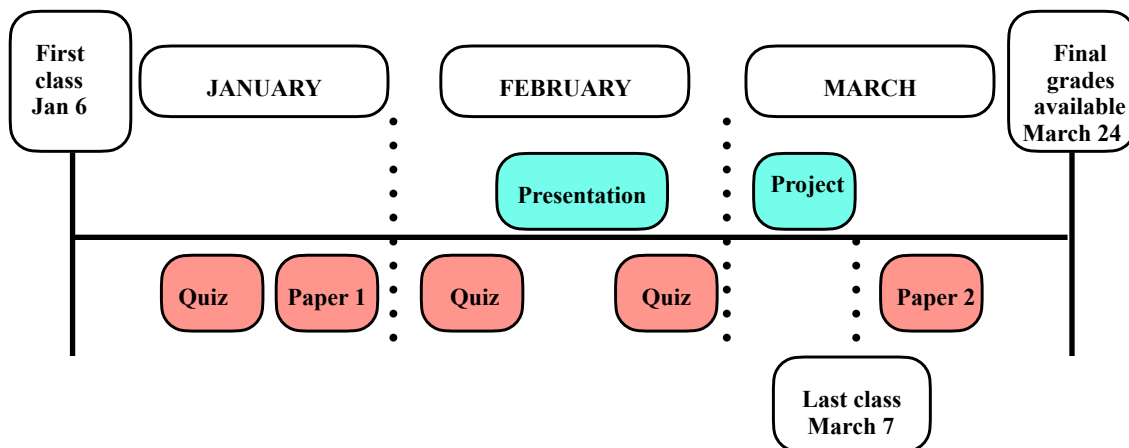 First
class
Jan 6
JANUARY
FEBRUARY
MARCH
Final
grades
available
March 24
Presentation
Project
Quiz
Paper 1
Quiz
Quiz
Paper 2
Last class
March 7